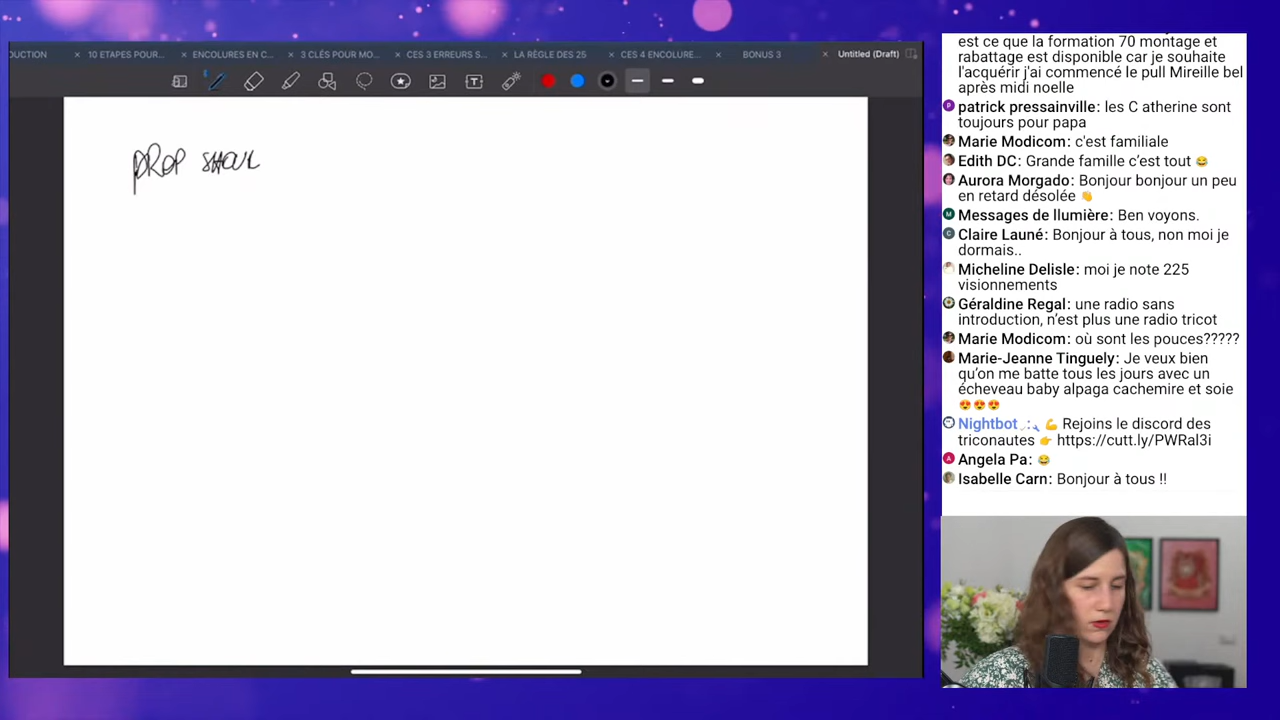 ODUCTION
10 ETAPES POUR...
ENCOLURES EN C...
3 CLÉS POUR MO...
CES 3 ERREURS S...
LA RÈGLE DES 25
CES 4 ENCOLURE...
BONUS 3
Untitled (Draft)
DROP SHOUL
est ce que la formation 70 montage et
rabattage est disponible car je souhaite
l'acquérir j'ai commencé le pull Mireille bel
après midi noelle
patrick pressainville: les C atherine sont
toujours pour papa
Marie Modicom: c'est familiale
Edith DC: Grande famille c’est tout 😂
Aurora Morgado: Bonjour bonjour un peu
en retard désolée 👋
Messages de llumière: Ben voyons.
Claire Launé: Bonjour à tous, non moi je
dormais..
Micheline Delisle: moi je note 225
visionnements
Géraldine Regal: une radio sans
introduction, n’est plus une radio tricot
Marie Modicom: où sont les pouces?????
Marie-Jeanne Tinguely: Je veux bien
qu’on me batte tous les jours avec un
écheveau baby alpaga cachemire et soie
😍😍😍
Nightbot 🔧: 💪 Rejoins le discord des
triconautes 👉 https://cutt.ly/PWRal3i
Angela Pa: 😂
Isabelle Carn: Bonjour à tous !!